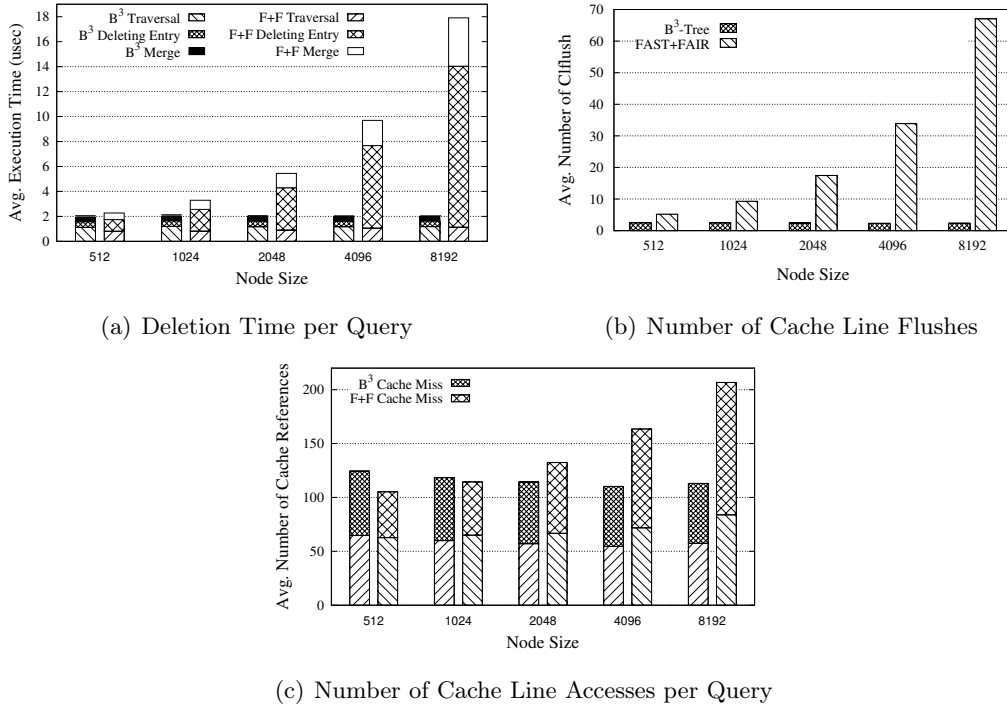 18
16
14
12
10
8
6
4
2
0
Avg. Execution Time (usec)
B³ Traversal
B³ Deleting Entry
B³ Merge
F+F Traversal
F+F Deleting Entry
F+F Merge
512 1024 2048 4096 8192
Node Size
(a) Deletion Time per Query
70
60
50
40
30
20
10
0
Avg. Number of Clflush
B³-Tree
FAST+FAIR
512 1024 2048 4096 8192
Node Size
(b) Number of Cache Line Flushes
200
150
100
50
0
Avg. Number of Cache References
B³ Cache Miss
F+F Cache Miss
512 1024 2048 4096 8192
Node Size
(c) Number of Cache Line Accesses per Query